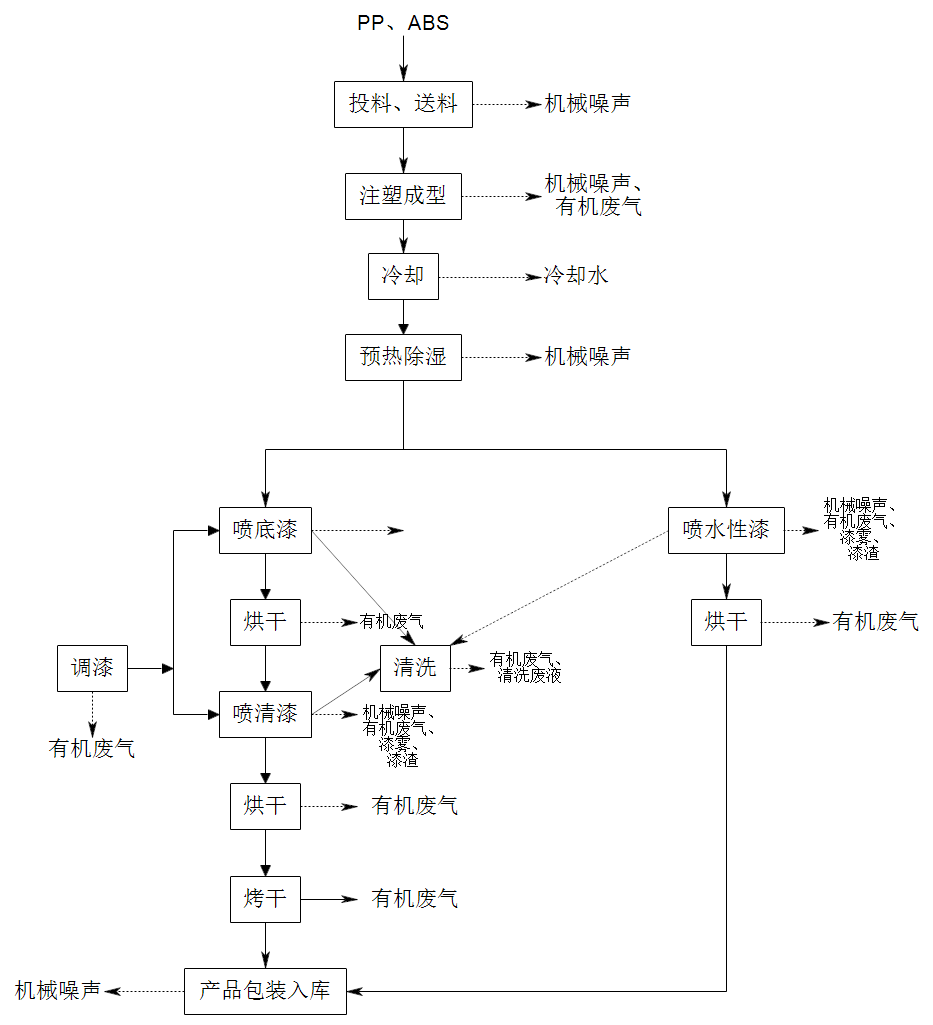 PP、ABS
投料、送料
机械噪声
注塑成型
机械噪声、
有机废气
冷却
冷却水
预热除湿
机械噪声
喷底漆
喷水性漆
机械噪声、
有机废气、
漆雾、
漆渣
烘干
有机废气
烘干
有机废气
调漆
有机废气
清洗
有机废气、
清洗废液
喷清漆
机械噪声、
有机废气、
漆雾、
漆渣
烘干
有机废气
烤干
有机废气
产品包装入库
机械噪声